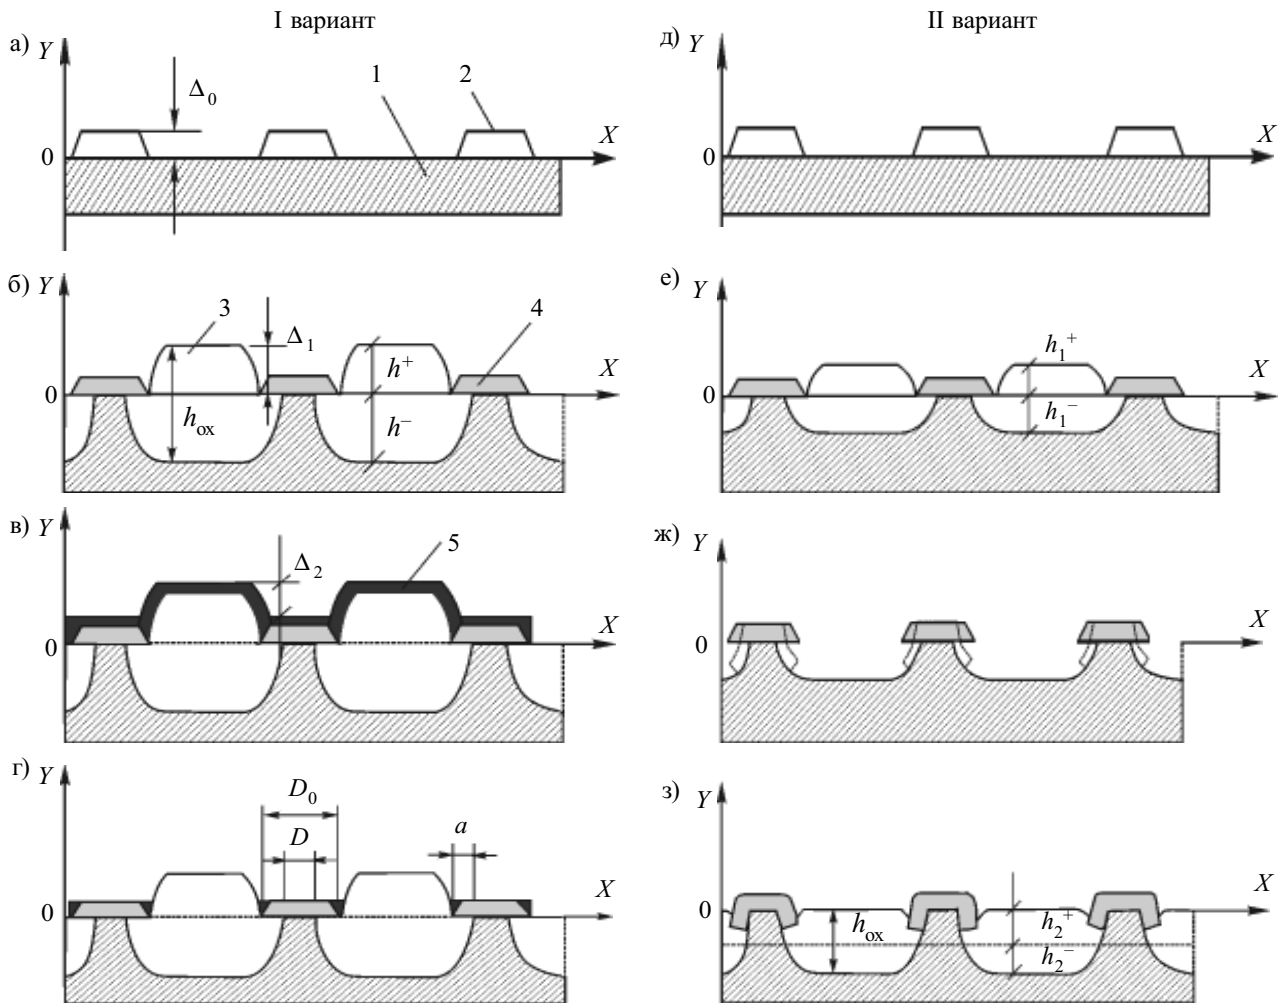 I вариант
II вариант
а) Y
Δ0
1
2
X
0
д) Y
X
0
б) Y
3
Δ1
4
h+
X
0
hox
h−
е) Y
h1+
X
0
h1−
в) Y
Δ2
5
X
0
ж) Y
X
0
г) Y
D0
D
a
X
0
з) Y
X
0
hox
h2+
h2−